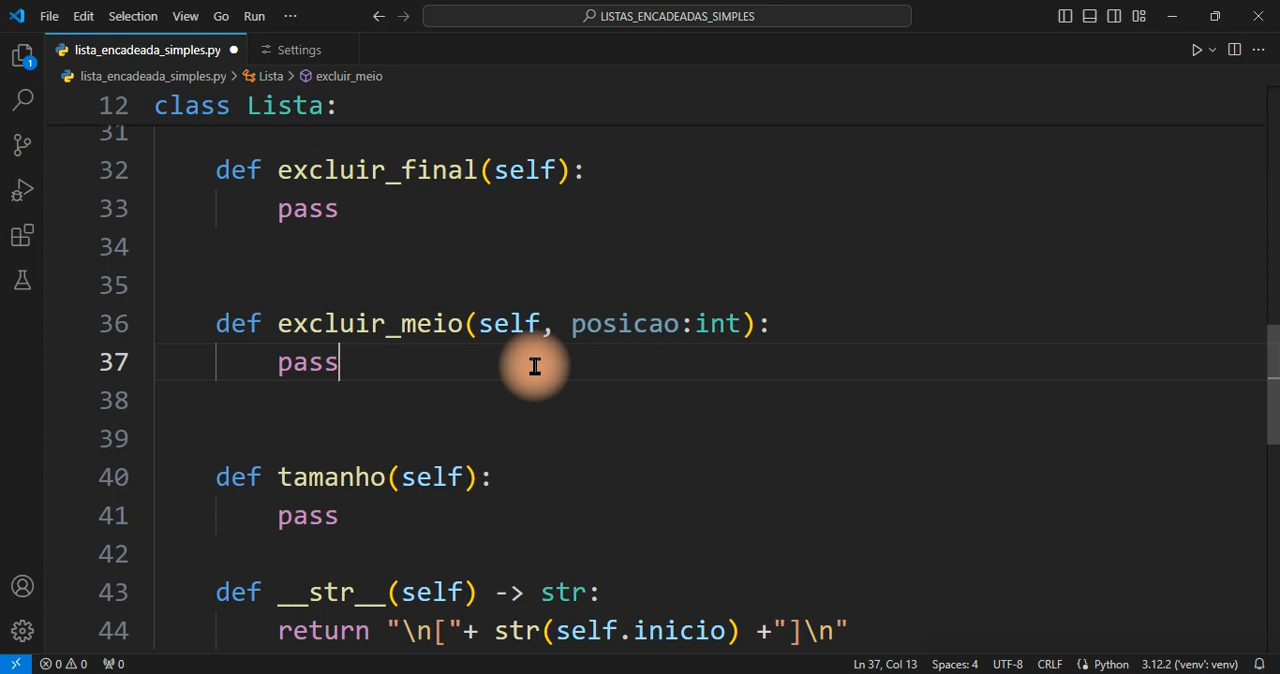 File Edit Selection View Go Run ··· LISTAS_ENCADEADAS_SIMPLES
lista_encadeada_simples.py Settings
lista_encadeada_simples.py > Lista > excluir_meio
12 class Lista:
31
32 def excluir_final(self):
33 pass
34
35
36 def excluir_meio(self, posicao:int):
37 pass
38
39
40 def tamanho(self):
41 pass
42
43 def __str__(self) -> str:
44 return "\n["+ str(self.inicio) +"]\n"
1
0 0 0 Ln 37, Col 13 Spaces: 4 UTF-8 CRLF Python 3.12.2 ('venv': venv)